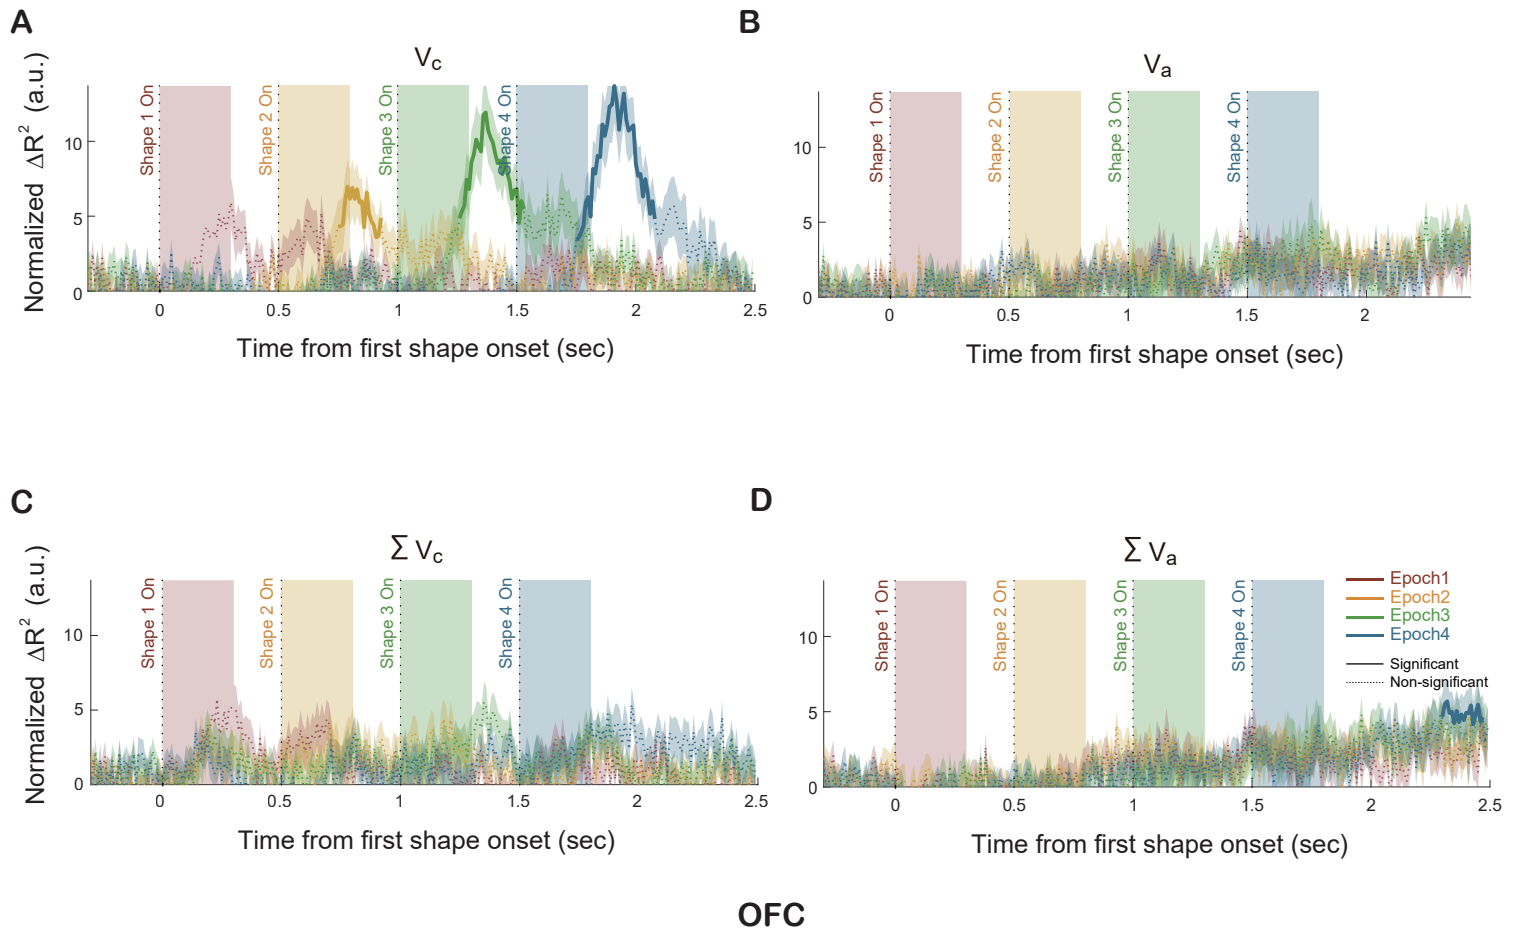 A
V_c
Normalized ΔR² (a.u.)
10
5
0
Shape 1 On
Shape 2 On
Shape 3 On
Shape 4 On
0
0.5
1
1.5
2
2.5
Time from first shape onset (sec)
B
V_a
10
5
0
Shape 1 On
Shape 2 On
Shape 3 On
Shape 4 On
0
0.5
1
1.5
2
Time from first shape onset (sec)
C
Σ V_c
Normalized ΔR² (a.u.)
10
5
0
Shape 1 On
Shape 2 On
Shape 3 On
Shape 4 On
0
0.5
1
1.5
2
2.5
Time from first shape onset (sec)
D
Σ V_a
10
5
0
Shape 1 On
Shape 2 On
Shape 3 On
Shape 4 On
Epoch1
Epoch2
Epoch3
Epoch4
Significant
Non-significant
0
0.5
1
1.5
2
2.5
Time from first shape onset (sec)
OFC